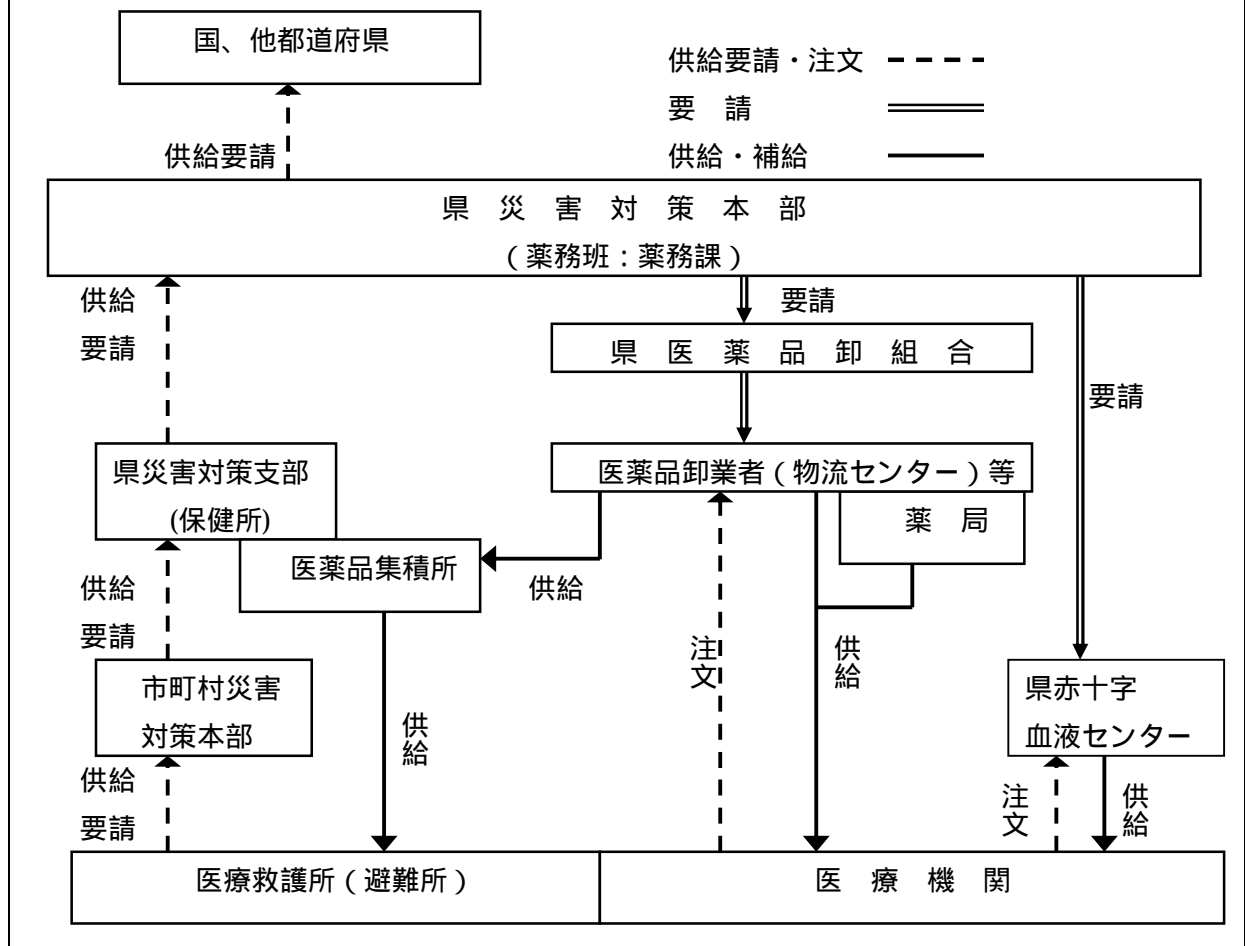 国、他都道府県
供給要請・注文
要　請
供給・補給
供給要請
県　災　害　対　策　本　部
（薬務班：薬務課）
供給
要請
要請
県　医　薬　品　卸　組　合
要請
県災害対策支部
(保健所)
医薬品卸業者（物流センター）等
薬　局
医薬品集積所
供給
供給
要請
注文
供給
市町村災害
対策本部
県赤十字
血液センター
供給
供給
要請
注文
供給
医療救護所（避難所）
医　療　機　関